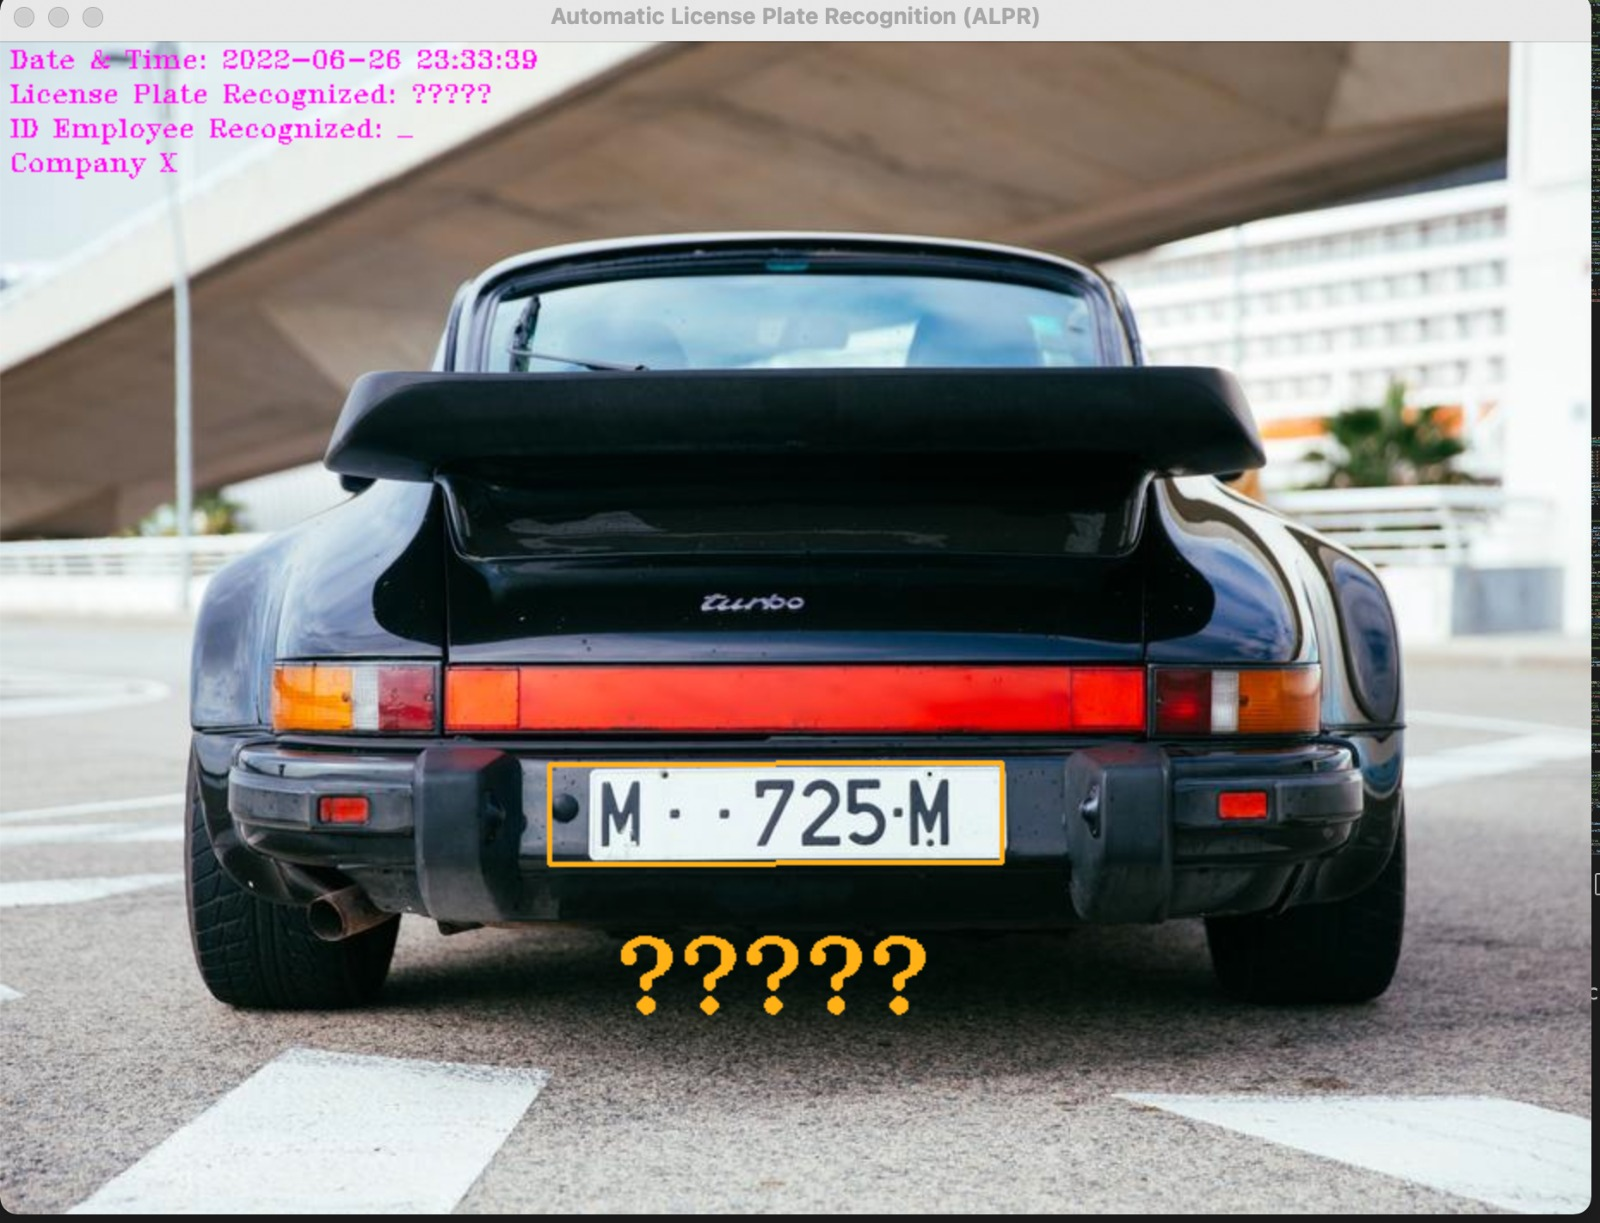 Automatic License Plate Recognition (ALPR)
Date & Time: 2022-06-26 23:33:39
License Plate Recognized: ?????
ID Employee Recognized: _
Company X
turbo
M · · 725·M
?????